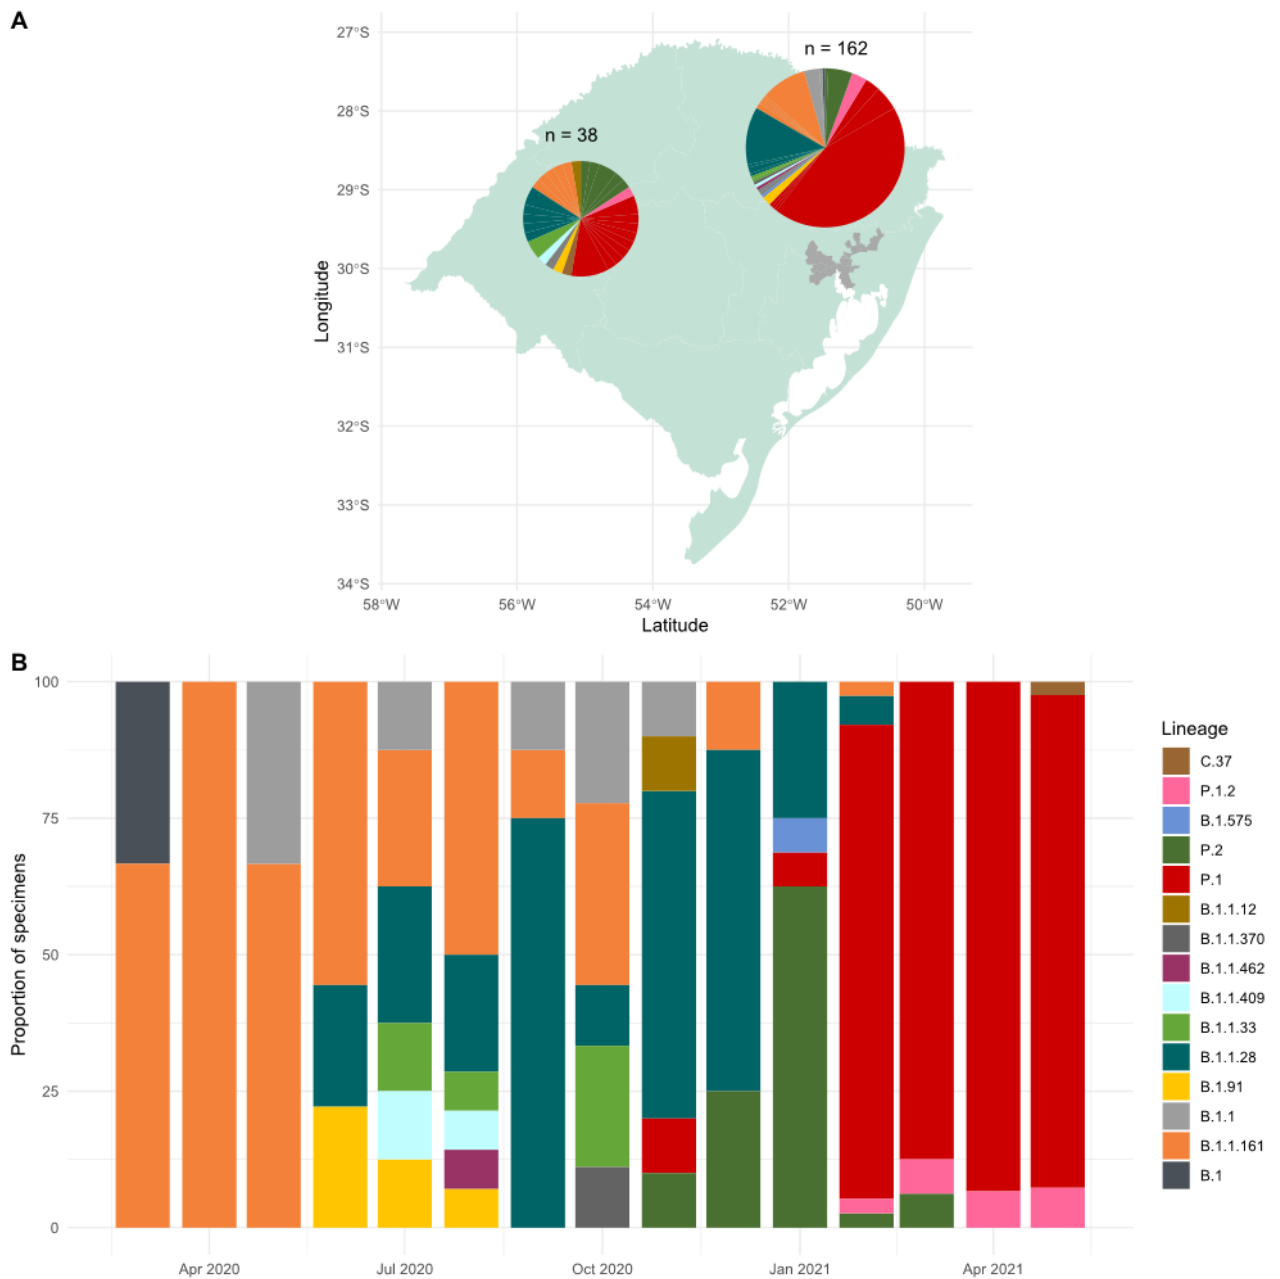 A
27°S
28°S
29°S
30°S
31°S
32°S
33°S
34°S
Longitude
n = 162
n = 38
58°W
56°W
54°W
52°W
50°W
Latitude
B
100
75
50
25
0
Proportion of specimens
Apr 2020
Jul 2020
Oct 2020
Jan 2021
Apr 2021
Lineage
C.37
P.1.2
B.1.575
P.2
P.1
B.1.1.12
B.1.1.370
B.1.1.462
B.1.1.409
B.1.1.33
B.1.1.28
B.1.91
B.1.1
B.1.1.161
B.1